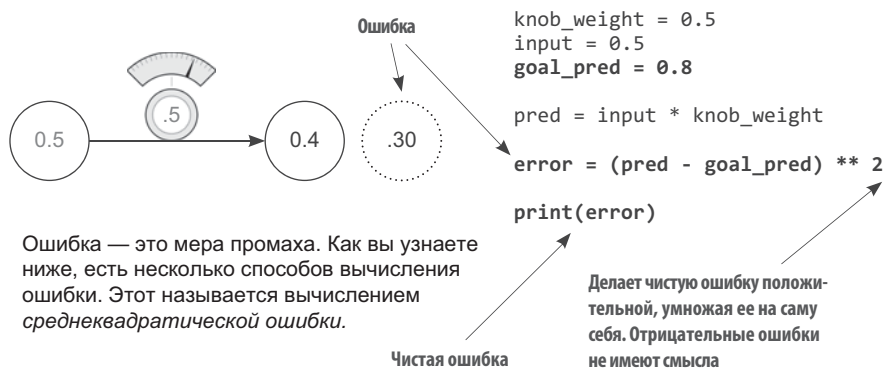 Ошибка
.5
0.5
0.4
.30
knob_weight = 0.5
input = 0.5
goal_pred = 0.8
pred = input * knob_weight
error = (pred - goal_pred) ** 2
print(error)
Ошибка — это мера промаха. Как вы узнаете
ниже, есть несколько способов вычисления
ошибки. Этот называется вычислением
среднеквадратической ошибки.
Чистая ошибка
Делает чистую ошибку положи-
тельной, умножая ее на саму
себя. Отрицательные ошибки
не имеют смысла